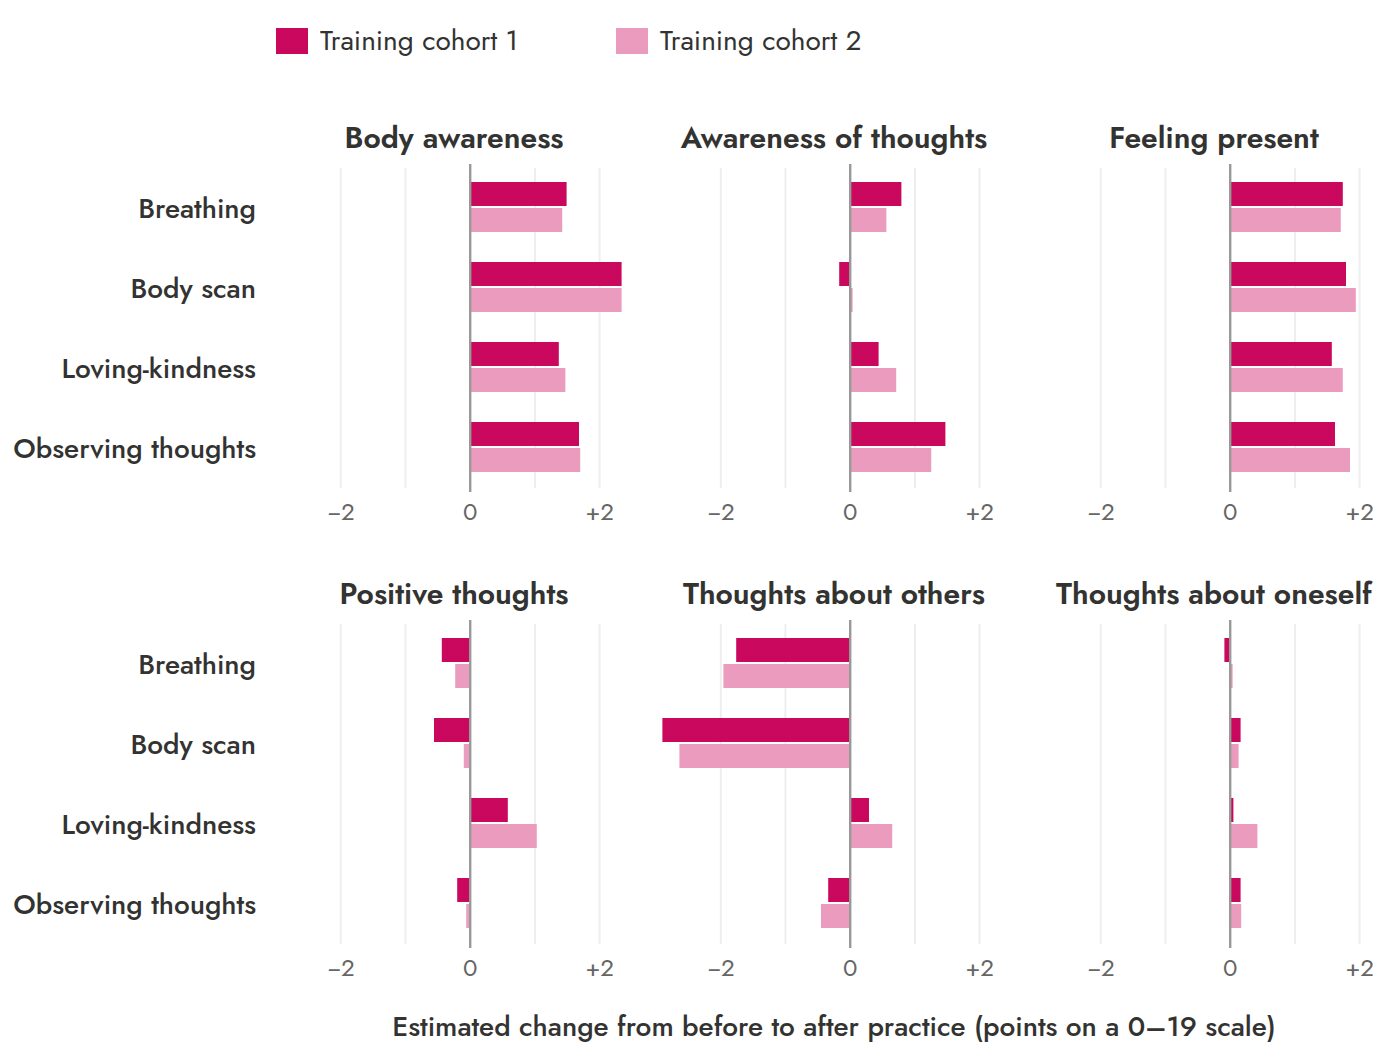 Training cohort 1
Training cohort 2
Body awareness
Awareness of thoughts
Feeling present
Breathing
Body scan
Loving-kindness
Observing thoughts
−2 0 +2
−2 0 +2
−2 0 +2
Positive thoughts
Thoughts about others
Thoughts about oneself
Breathing
Body scan
Loving-kindness
Observing thoughts
−2 0 +2
−2 0 +2
−2 0 +2
Estimated change from before to after practice (points on a 0–19 scale)